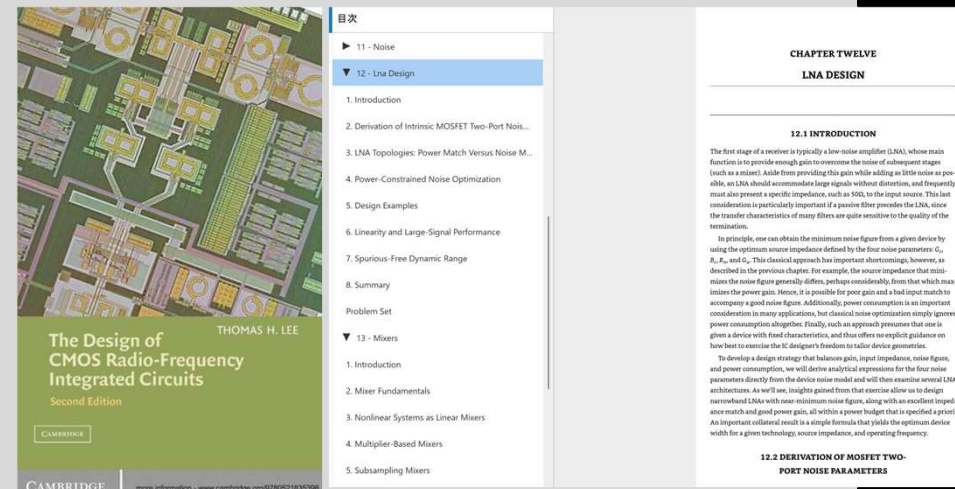 THOMAS H. LEE
The Design of
CMOS Radio-Frequency
Integrated Circuits
Second Edition
CAMBRIDGE
CAMBRIDGE
more information - www.cambridge.org/9780521835398
目次
11 - Noise
12 - Lna Design
1. Introduction
2. Derivation of Intrinsic MOSFET Two-Port Nois...
3. LNA Topologies: Power Match Versus Noise M...
4. Power-Constrained Noise Optimization
5. Design Examples
6. Linearity and Large-Signal Performance
7. Spurious-Free Dynamic Range
8. Summary
Problem Set
13 - Mixers
1. Introduction
2. Mixer Fundamentals
3. Nonlinear Systems as Linear Mixers
4. Multiplier-Based Mixers
5. Subsampling Mixers
CHAPTER TWELVE
LNA DESIGN
12.1 INTRODUCTION
The first stage of a receiver is typically a low-noise amplifier (LNA), whose main
function is to provide enough gain to overcome the noise of subsequent stages
(such as a mixer). Aside from providing this gain while adding as little noise as pos-
sible, an LNA should accommodate large signals without distortion, and frequently
must also present a specific impedance, such as 50Ω, to the input source. This last
consideration is particularly important if a passive filter precedes the LNA, since
the transfer characteristics of many filters are quite sensitive to the quality of the
termination.
In principle, one can obtain the minimum noise figure from a given device by
using the optimum source impedance defined by the four noise parameters: Gc,
Bc, Rn, and Gu. This classical approach has important shortcomings, however, as
described in the previous chapter. For example, the source impedance that mini-
mizes the noise figure generally differs, perhaps considerably, from that which max
imizes the power gain. Hence, it is possible for poor gain and a bad input match to
accompany a good noise figure. Additionally, power consumption is an important
consideration in many applications, but classical noise optimization simply ignores
power consumption altogether. Finally, such an approach presumes that one is
given a device with fixed characteristics, and thus offers no explicit guidance on
how best to exercise the IC designer's freedom to tailor device geometries.
To develop a design strategy that balances gain, input impedance, noise figure,
and power consumption, we will derive analytical expressions for the four noise
parameters directly from the device noise model and will then examine several LNA
architectures. As we'll see, insights gained from that exercise allow us to design
narrowband LNAs with near-minimum noise figure, along with an excellent imped-
ance match and good power gain, all within a power budget that is specified a priori
An important collateral result is a simple formula that yields the optimum device
width for a given technology, source impedance, and operating frequency.
12.2 DERIVATION OF MOSFET TWO-
PORT NOISE PARAMETERS